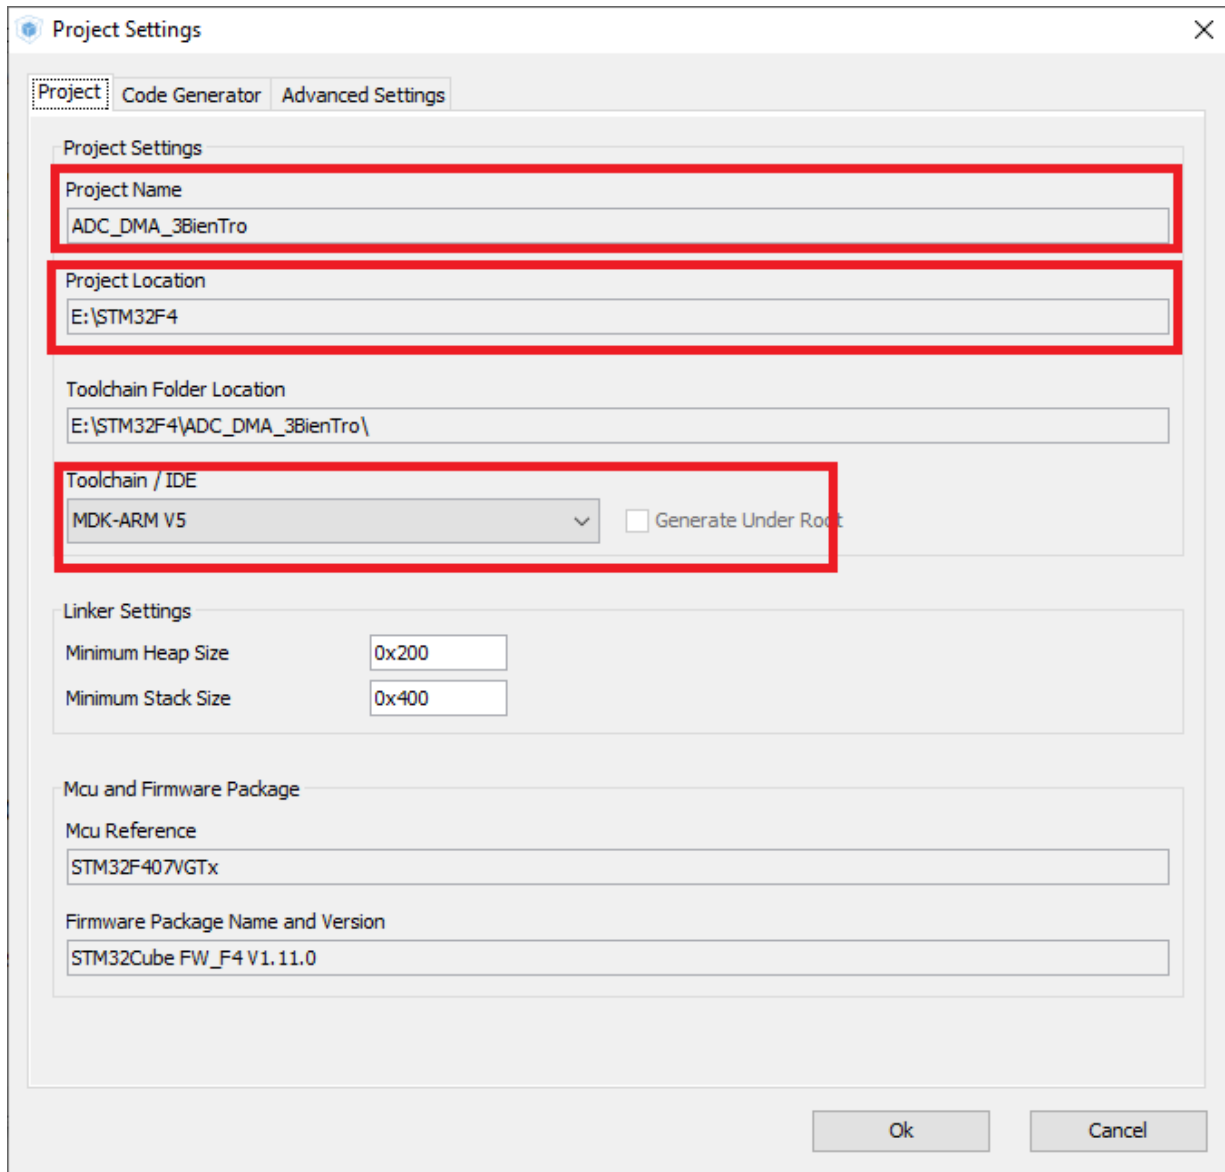 Project Settings
Project Code Generator Advanced Settings
Project Settings
Project Name
ADC_DMA_3BienTro
Project Location
E:\STM32F4
Toolchain Folder Location
E:\STM32F4\ADC_DMA_3BienTro\
Toolchain / IDE
MDK-ARM V5 Generate Under Root
Linker Settings
Minimum Heap Size 0x200
Minimum Stack Size 0x400
Mcu and Firmware Package
Mcu Reference
STM32F407VGTx
Firmware Package Name and Version
STM32Cube FW_F4 V1.11.0
Ok Cancel